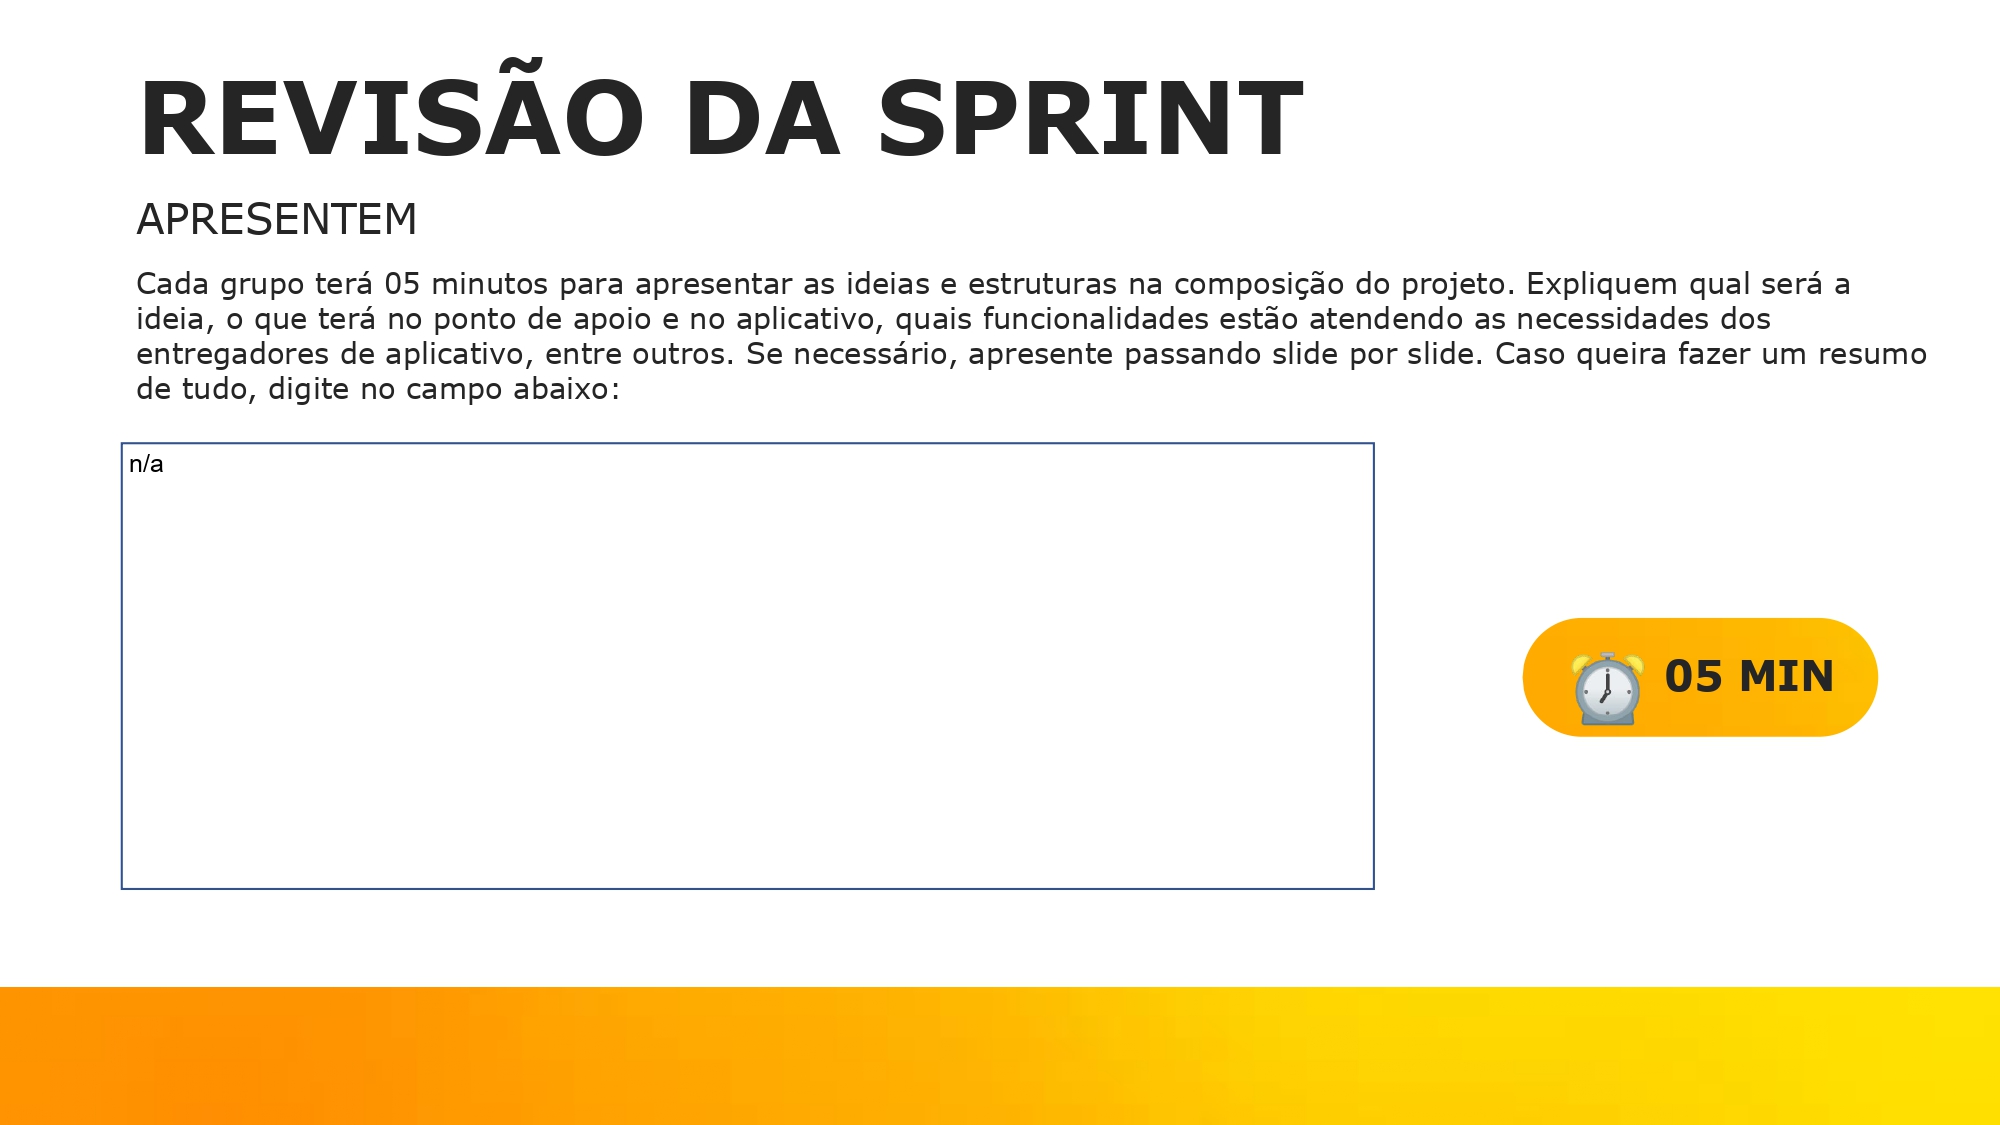 REVISÃO DA SPRINT
APRESENTEM
Cada grupo terá 05 minutos para apresentar as ideias e estruturas na composição do projeto. Expliquem qual será a
ideia, o que terá no ponto de apoio e no aplicativo, quais funcionalidades estão atendendo as necessidades dos
entregadores de aplicativo, entre outros. Se necessário, apresente passando slide por slide. Caso queira fazer um resumo
de tudo, digite no campo abaixo:
n/a
05 MIN